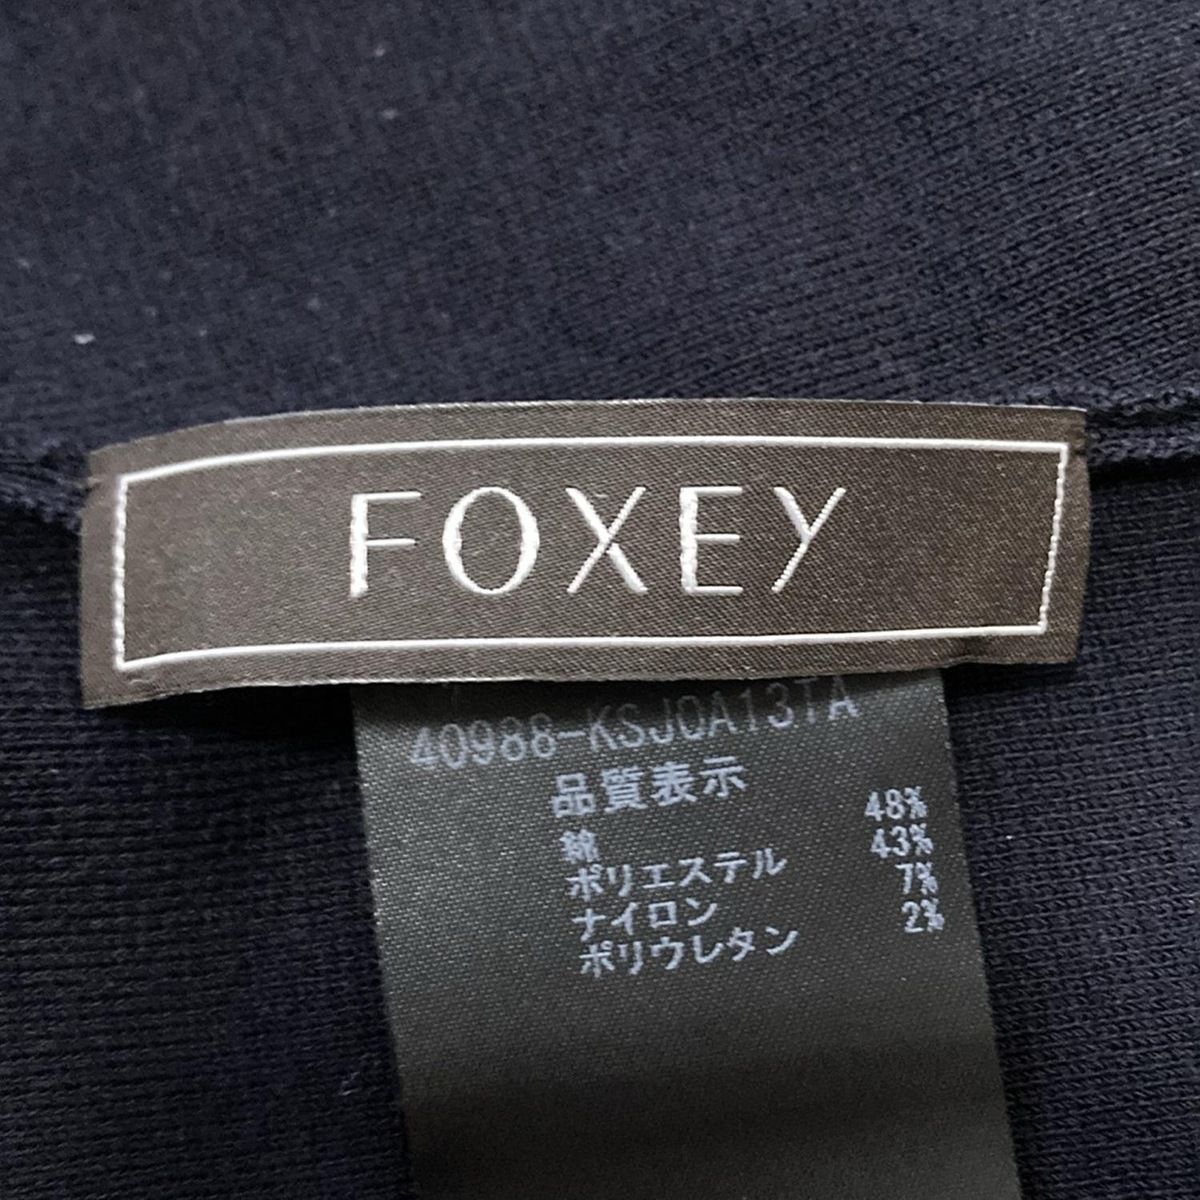 FOXEY
40988-KSJOA13TA
品質表示
綿 48%
ポリエステル 43%
ナイロン 7%
ポリウレタン 2%